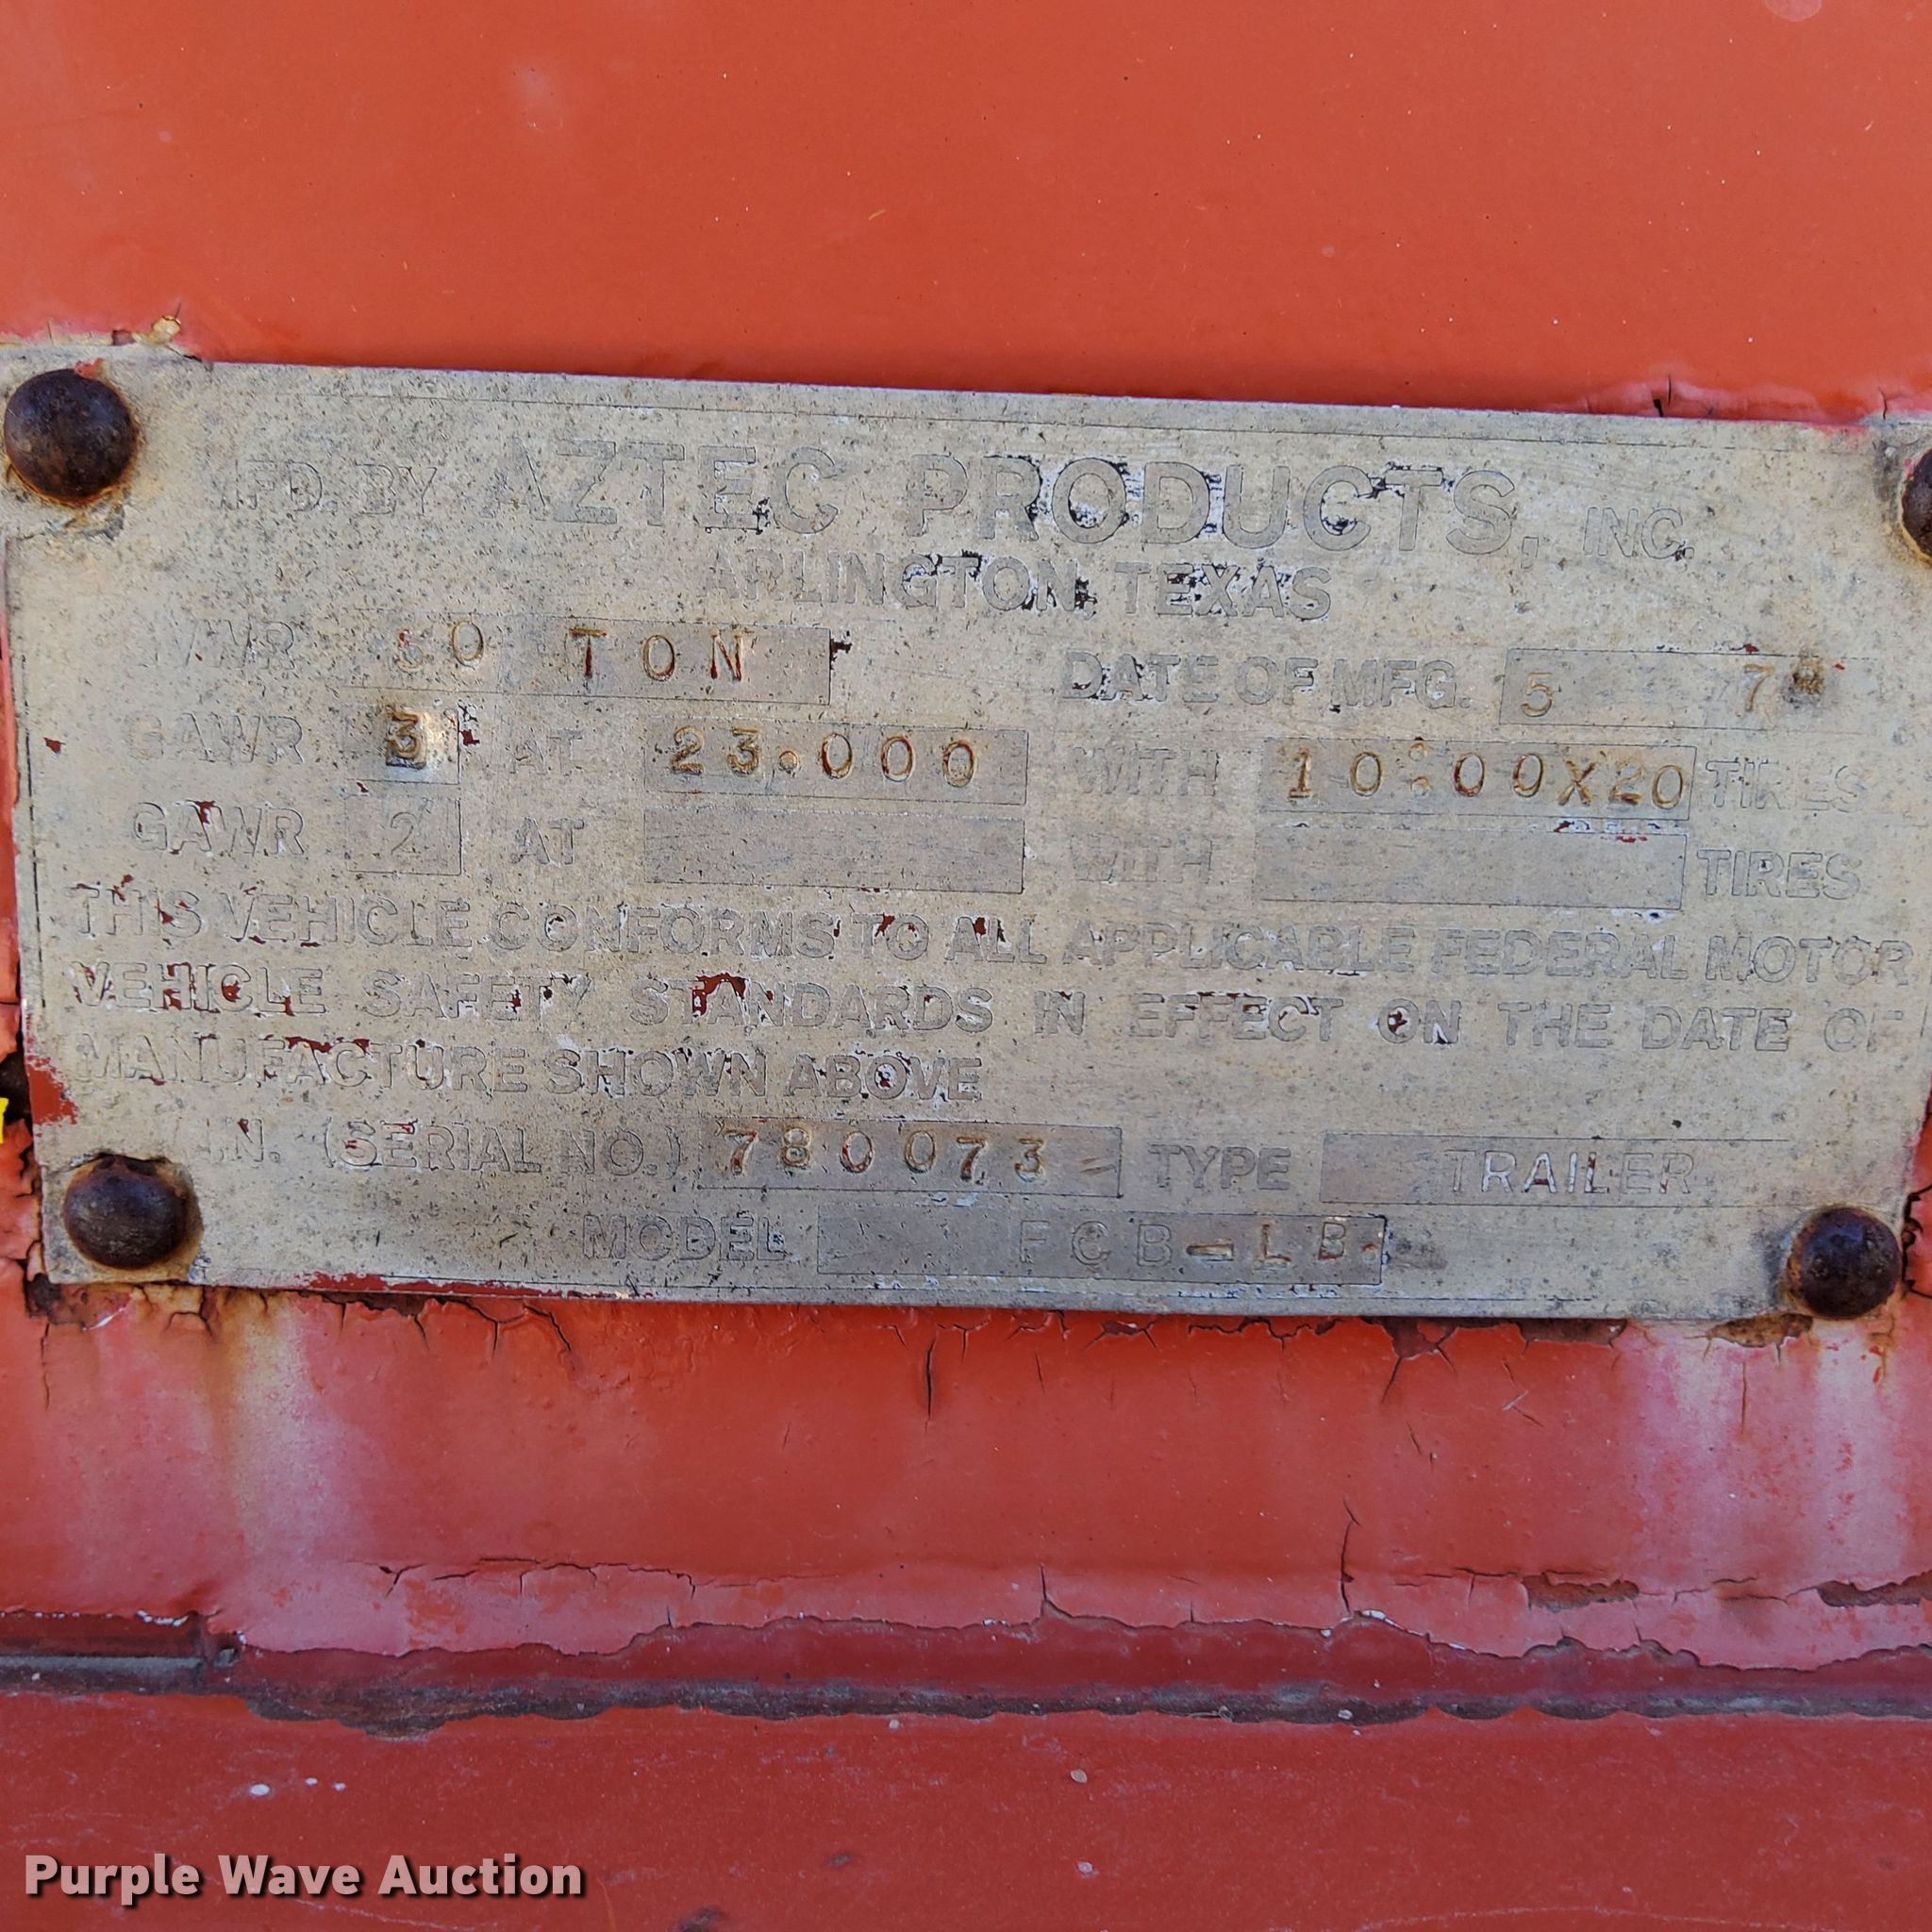 MFD. BY AZTEC PRODUCTS, INC.
ARLINGTON, TEXAS
TON DATE OF MFG. 5
GAWR 3 AT 23.000 WITH 10:00X20 TIRES
GAWR 2 AT WITH TIRES
THIS VEHICLE CONFORMS TO ALL APPLICABLE FEDERAL MOTOR
VEHICLE SAFETY STANDARDS IN EFFECT ON THE DATE OF
MANUFACTURE SHOWN ABOVE
V.I.N. (SERIAL NO.) 780073 TYPE TRAILER
MODEL FCB-LB.
Purple Wave Auction